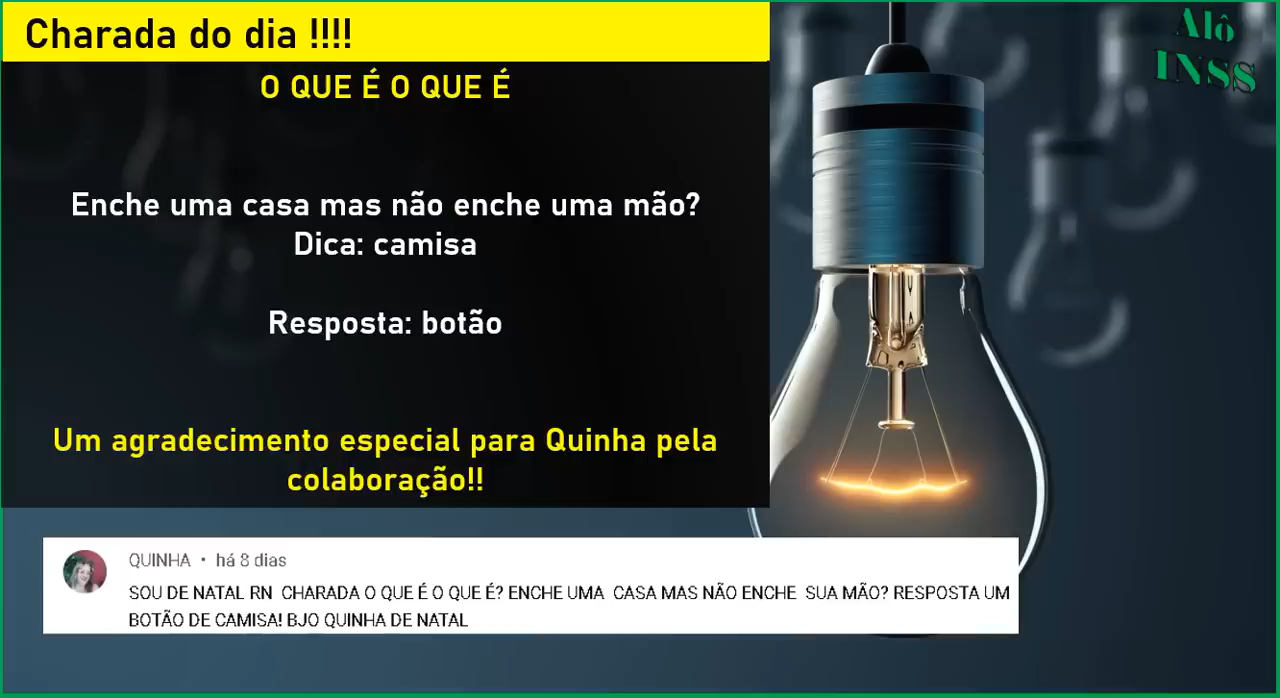 Charada do dia !!!!
Alô
INSS
O QUE É O QUE É
Enche uma casa mas não enche uma mão?
Dica: camisa
Resposta: botão
Um agradecimento especial para Quinha pela
colaboração!!
QUINHA • há 8 dias
SOU DE NATAL RN CHARADA O QUE É O QUE É? ENCHE UMA CASA MAS NÃO ENCHE SUA MÃO? RESPOSTA UM
BOTÃO DE CAMISA! BJO QUINHA DE NATAL